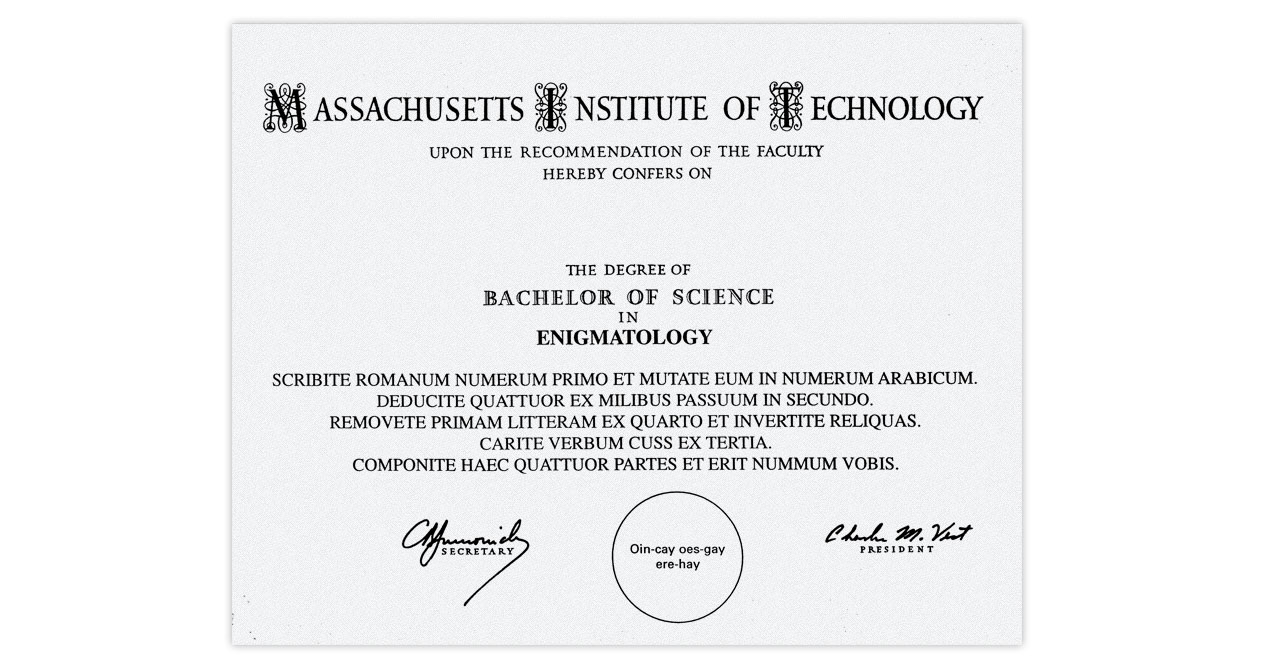 MASSACHUSETTS INSTITUTE OF TECHNOLOGY
UPON THE RECOMMENDATION OF THE FACULTY
HEREBY CONFERS ON
THE DEGREE OF
BACHELOR OF SCIENCE
IN
ENIGMATOLOGY
SCRIBITE ROMANUM NUMERUM PRIMO ET MUTATE EUM IN NUMERUM ARABICUM.
DEDUCITE QUATTUOR EX MILIBUS PASSUUM IN SECUNDO.
REMOVETE PRIMAM LITTERAM EX QUARTO ET INVERTITE RELIQUAS.
CARITE VERBUM CUSS EX TERTIA.
COMPONITE HAEC QUATTUOR PARTES ET ERIT NUMMUM VOBIS.
Charles M. Vest
SECRETARY
PRESIDENT
Oin-cay oes-gay
ere-hay